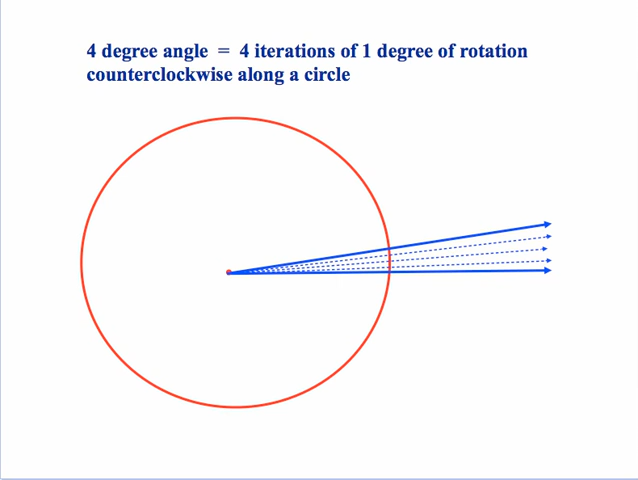 4 degree angle = 4 iterations of 1 degree of rotation
counterclockwise along a circle